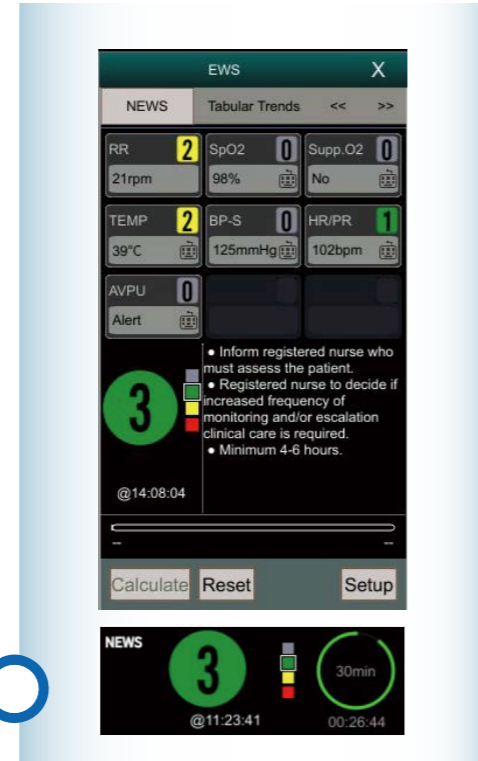 EWS X
NEWS Tabular Trends << >>
RR 2 SpO2 0 Supp.O2 0
21rpm 98% No
TEMP 2 BP-S 0 HR/PR 1
39°C 125mmHg 102bpm
AVPU 0
Alert
• Inform registered nurse who
must assess the patient.
• Registered nurse to decide if
increased frequency of
monitoring and/or escalation
clinical care is required.
• Minimum 4-6 hours.
3
@14:08:04
-- --
Calculate Reset Setup
NEWS
3
30min
@11:23:41 00:26:44